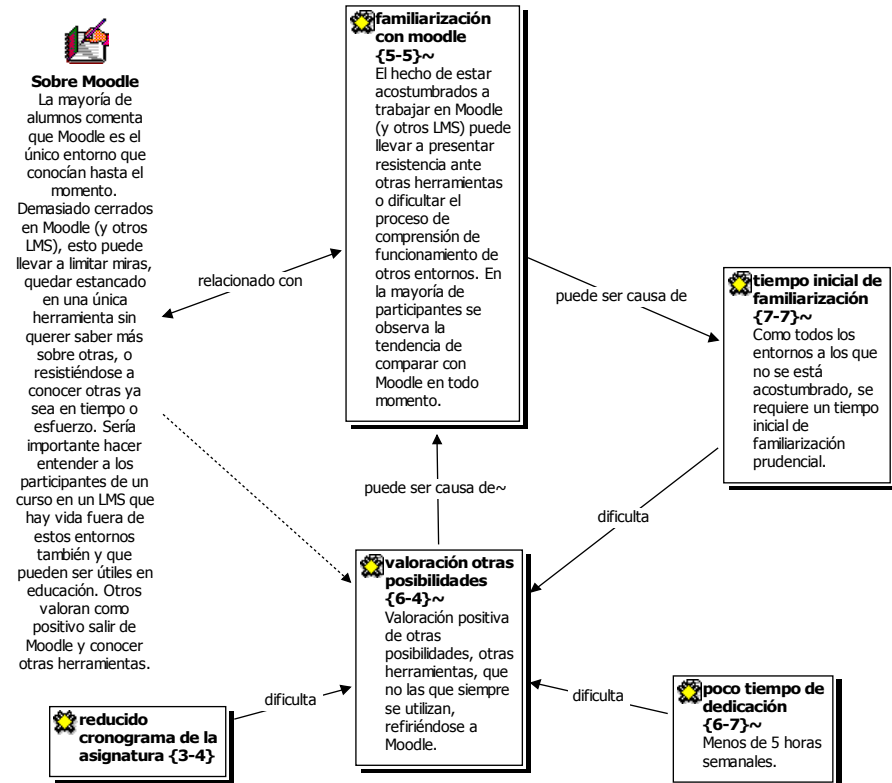 Sobre Moodle
La mayoría de
alumnos comenta
que Moodle es el
único entorno que
conocían hasta el
momento.
Demasiado cerrados
en Moodle (y otros
LMS), esto puede
llevar a limitar miras,
quedar estancado
en una única
herramienta sin
querer saber más
sobre otras, o
resistiéndose a
conocer otras ya
sea en tiempo o
esfuerzo. Sería
importante hacer
entender a los
participantes de un
curso en un LMS que
hay vida fuera de
estos entornos
también y que
pueden ser útiles en
educación. Otros
valoran como
positivo salir de
Moodle y conocer
otras herramientas.
relacionado con
familiarización
con moodle
{5-5}~
El hecho de estar
acostumbrados a
trabajar en Moodle
(y otros LMS) puede
llevar a presentar
resistencia ante
otras herramientas
o dificultar el
proceso de
comprensión de
funcionamiento de
otros entornos. En
la mayoría de
participantes se
observa la
tendencia de
comparar con
Moodle en todo
momento.
puede ser causa de
tiempo inicial de
familiarización
{7-7}~
Como todos los
entornos a los que
no se está
acostumbrado, se
requiere un tiempo
inicial de
familiarización
prudencial.
puede ser causa de~
dificulta
valoración otras
posibilidades
{6-4}~
Valoración positiva
de otras
posibilidades, otras
herramientas, que
no las que siempre
se utilizan,
refiriéndose a
Moodle.
dificulta
reducido
cronograma de la
asignatura {3-4}
dificulta
poco tiempo de
dedicación
{6-7}~
Menos de 5 horas
semanales.